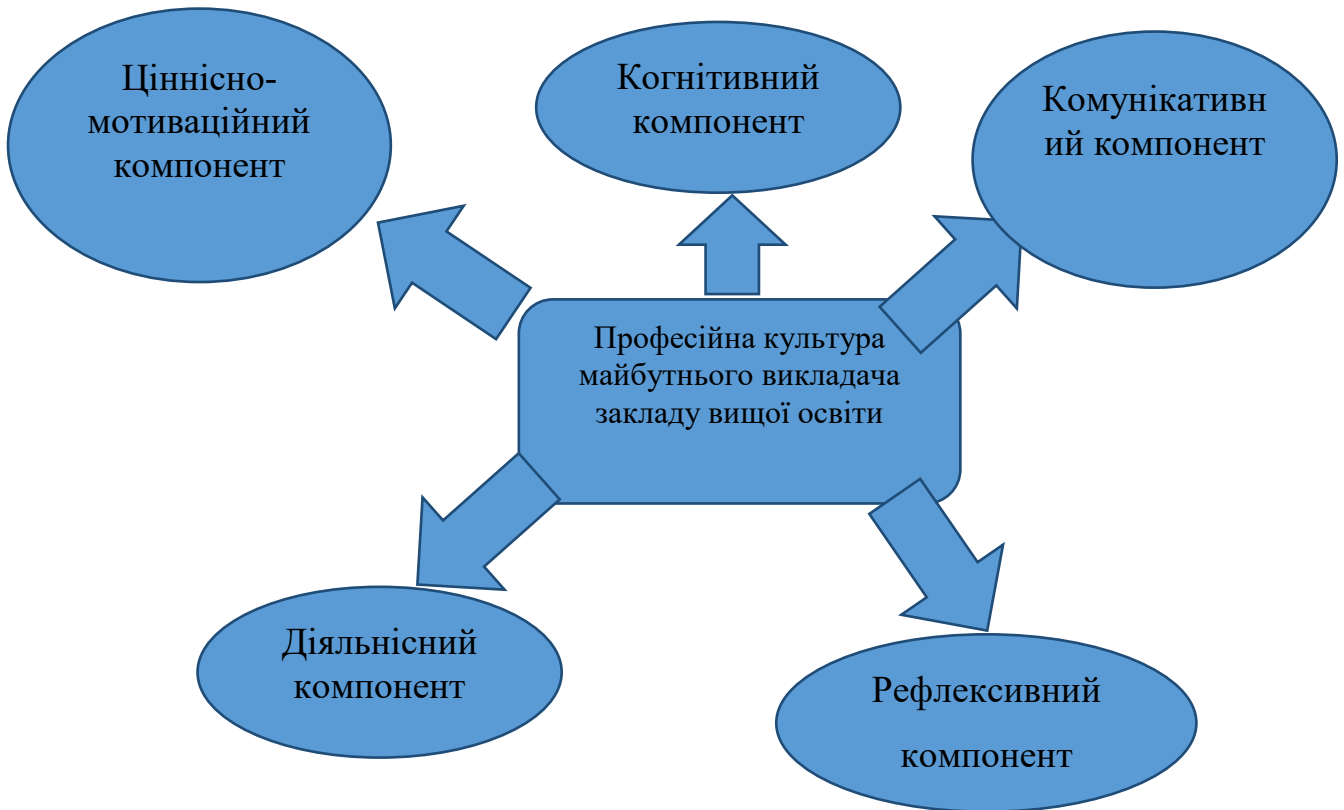 Ціннісно-
мотиваційний
компонент
Когнітивний
компонент
Комунікативн
ий компонент
Професійна культура
майбутнього викладача
закладу вищої освіти
Діяльнісний
компонент
Рефлексивний
компонент